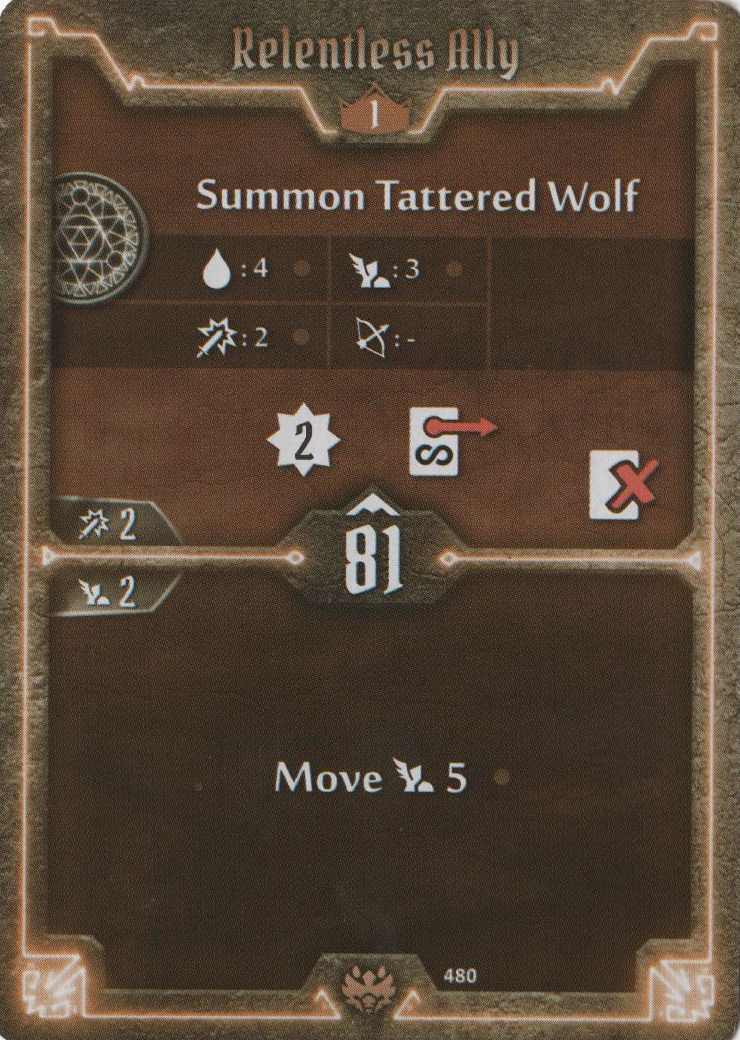 Relentless Ally
1
Summon Tattered Wolf
: 4 : 3
: 2 : -
2
2
81
2
Move 5
480